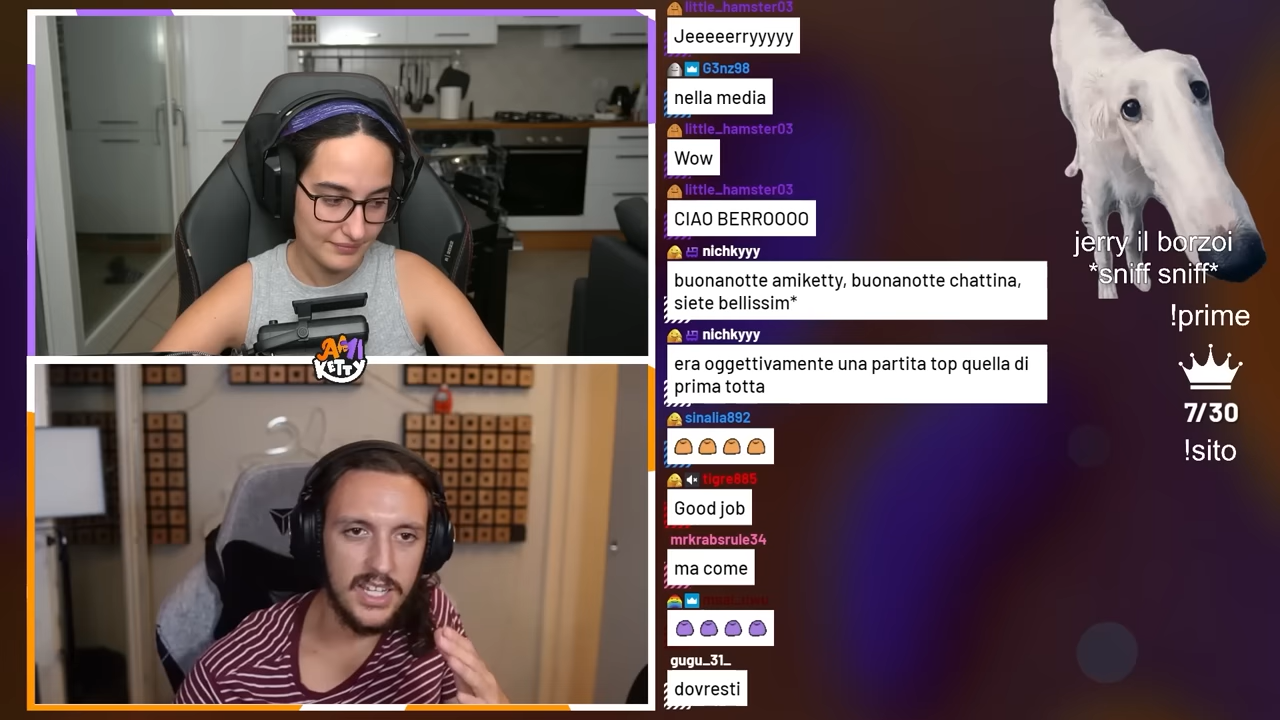 little_hamster03
Jeeeeerryyyyy
G3nz98
nella media
little_hamster03
Wow
little_hamster03
CIAO BERROOOO
nichkyyy
buonanotte amiketty, buonanotte chattina,
siete bellissim*
nichkyyy
era oggettivamente una partita top quella di
prima totta
sinalia892
tigre885
Good job
mrkrabsrule34
ma come
gugu_31_
dovresti
AMI
KETTY
jerry il borzoi
*sniff sniff*
!prime
7/30
!sito